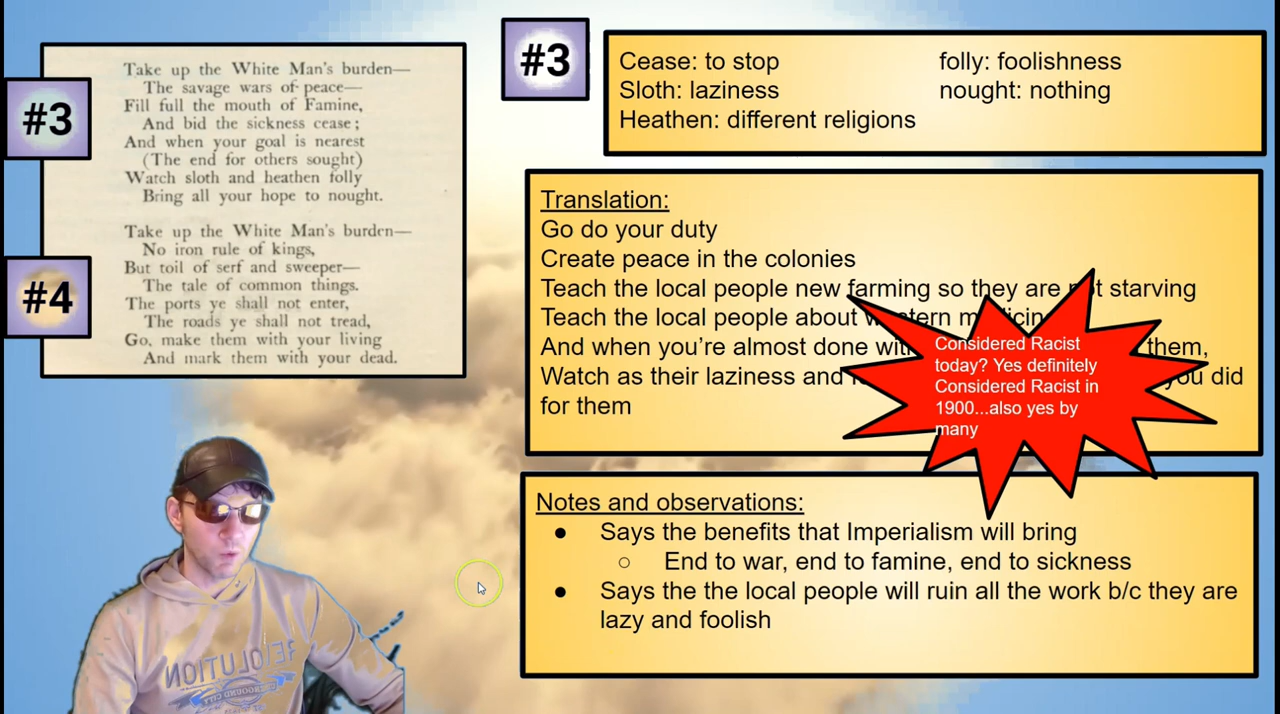 #3
Take up the White Man's burden—
The savage wars of peace—
Fill full the mouth of Famine,
And bid the sickness cease;
And when your goal is nearest
(The end for others sought)
Watch sloth and heathen folly
Bring all your hope to nought.
#4
Take up the White Man's burden—
No iron rule of kings,
But toil of serf and sweeper—
The tale of common things.
The ports ye shall not enter,
The roads ye shall not tread,
Go, make them with your living
And mark them with your dead.
#3
Cease: to stop
folly: foolishness
Sloth: laziness
nought: nothing
Heathen: different religions
Translation:
Go do your duty
Create peace in the colonies
Teach the local people new farming so they are not starving
Teach the local people about western medicine
And when you're almost done with them,
Watch as their laziness and you did
for them
Considered Racist
today? Yes definitely
Considered Racist in
1900...also yes by
many
Notes and observations:
● Says the benefits that Imperialism will bring
○ End to war, end to famine, end to sickness
● Says the the local people will ruin all the work b/c they are
lazy and foolish
REVOLUTION